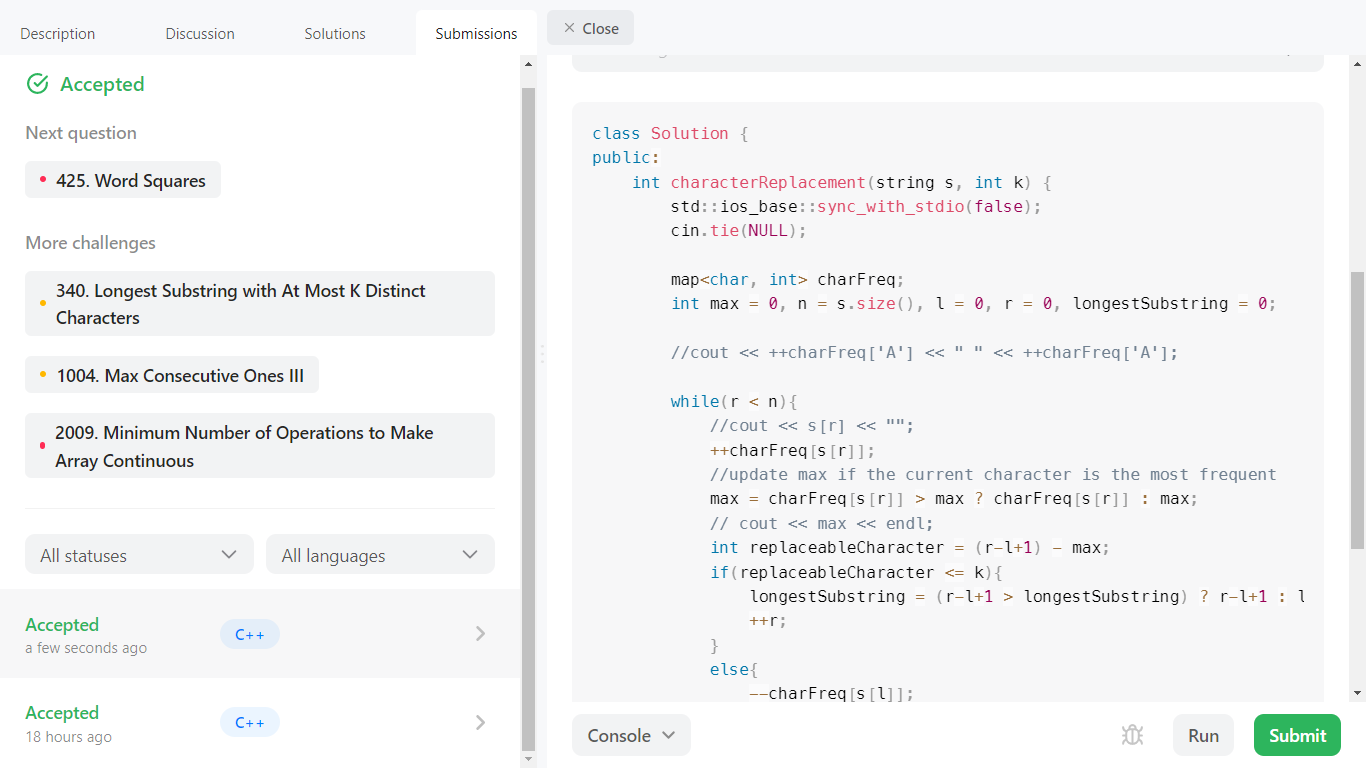 Description
Discussion
Solutions
Submissions
Close
Accepted
Next question
425. Word Squares
More challenges
340. Longest Substring with At Most K Distinct
Characters
1004. Max Consecutive Ones III
2009. Minimum Number of Operations to Make
Array Continuous
All statuses
All languages
Accepted
a few seconds ago
C++
Accepted
18 hours ago
C++
class Solution {
public:
    int characterReplacement(string s, int k) {
        std::ios_base::sync_with_stdio(false);
        cin.tie(NULL);
        map<char, int> charFreq;
        int max = 0, n = s.size(), l = 0, r = 0, longestSubstring = 0;
        //cout << ++charFreq['A'] << " " << ++charFreq['A'];
        while(r < n){
            //cout << s[r] << "";
            ++charFreq[s[r]];
            //update max if the current character is the most frequent
            max = charFreq[s[r]] > max ? charFreq[s[r]] : max;
            // cout << max << endl;
            int replaceableCharacter = (r-l+1) - max;
            if(replaceableCharacter <= k){
                longestSubstring = (r-l+1 > longestSubstring) ? r-l+1 : l
                ++r;
            }
            else{
                --charFreq[s[l]];
Console
Run
Submit